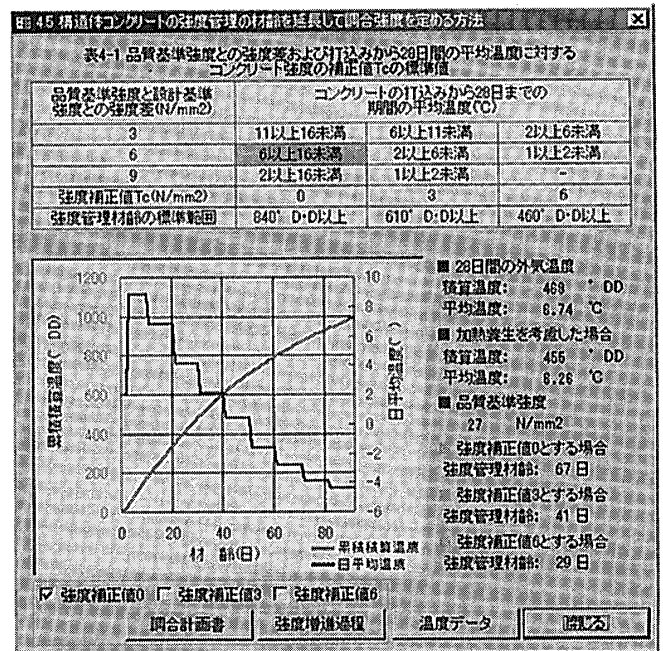 4.5 構造体コンクリートの強度管理の材齢を延長して調合強度を定める方法
表4-1 品質基準強度との強度差および打込みから28日間の平均温度に対する
コンクリート強度の補正値Tcの標準値
品質基準強度と設計基準
強度との強度差(N/mm2)
コンクリートの打込みから28日までの
期間の平均温度(℃)
3 11以上16未満 6以上11未満 2以上6未満
6 6以上16未満 2以上6未満 1以上2未満
9 2以上16未満 1以上2未満 -
強度補正値Tc(N/mm2) 0 3 6
強度管理材齢の標準範囲 840°D・D以上 610°D・D以上 460°D・D以上
累積積算温度(°DD)
1200
1000
800
600
400
200
0
0 20 40 60 80
材 齢(日)
10
8
6
4
2
0
-2
-4
-6
日平均気温(℃)
累積積算温度
日平均温度
■ 28日間の外気温度
積算温度: 468 °DD
平均温度: 6.74 ℃
■ 加熱養生を考慮した場合
積算温度: 455 °DD
平均温度: 6.26 ℃
■ 品質基準強度
27 N/mm2
強度補正値0とする場合
強度管理材齢: 67 日
強度補正値3とする場合
強度管理材齢: 41 日
強度補正値6とする場合
強度管理材齢: 29 日
強度補正値0 強度補正値3 強度補正値6
調合計画書 強度増進過程 温度データ 閉じる